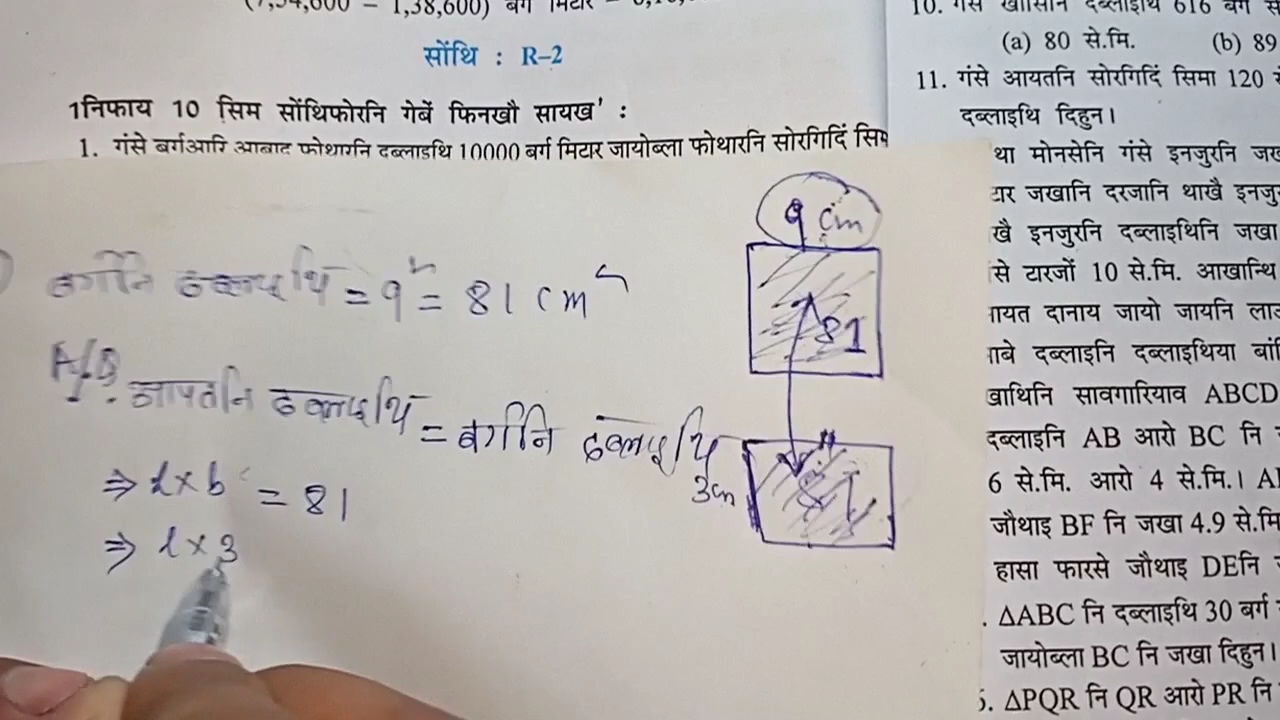 1,38,600) बर्ग मिटार
सोंथि : R–2
1निफाय 10 सिम सोंथिफोरनि गेबें फिनखौ सायख' :
1. गंसे बर्गआरि आबाद फोथारनि दब्लाइथि 10000 बर्ग मिटार जायोब्ला फोथारनि सोरगिदिं सिम
9 cm
81
बर्गनि दब्लाइथि = 9² = 81 cm²
A/Q. आयतनि दब्लाइथि = बर्गनि दब्लाइथि
3cm
81
⇒ l × b = 81
⇒ l × 3
10. गंसे दब्लाइथि 616 बर्ग
(a) 80 से.मि. (b) 89
11. गंसे आयतनि सोरगिदिं सिमा 120
दब्लाइथि दिहुन।
था मोनसेनि गंसे इनजुरनि
टार जखानि दरजानि थाखै
खै इनजुरनि दब्लाइथिनि जखा
से टारजों 10 से.मि. आखान्थि
ायत दानाय जायो जायनि
ाबे दब्लाइनि दब्लाइथिया
खाथिनि सावगारियाव ABCD
दब्लाइनि AB आरो BC नि
6 से.मि. आरो 4 से.मि.।
जौथाइ BF नि जखा 4.9 से.मि
हासा फारसे जौथाइ DEनि
. ΔABC नि दब्लाइथि 30 बर्ग
जायोब्ला BC नि जखा दिहुन।
5. ΔPQR नि QR आरो PR नि